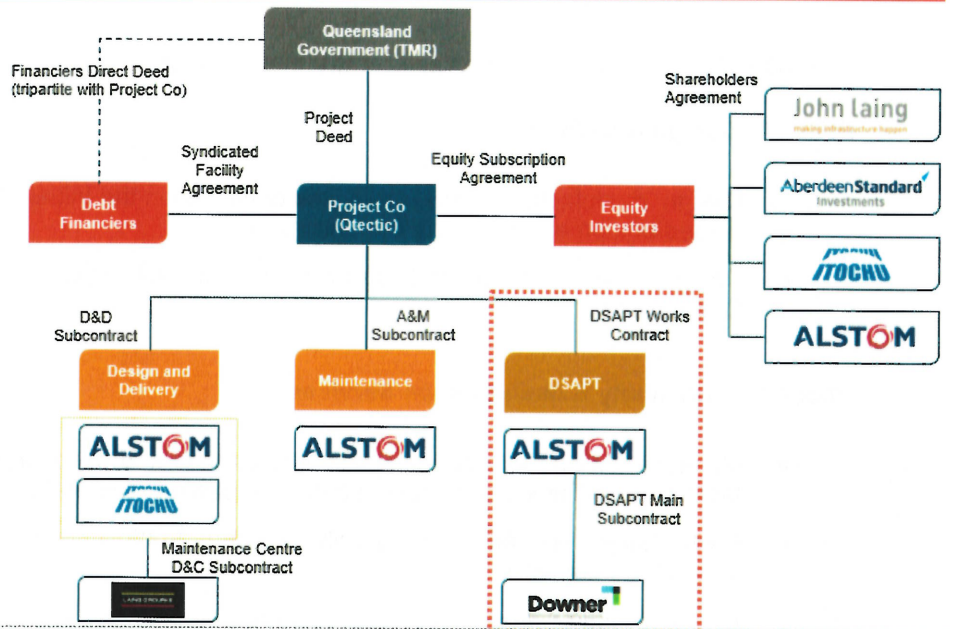 Queensland
Government (TMR)
Financiers Direct Deed
(tripartite with Project Co)
Project
Deed
Shareholders
Agreement
John laing
making infrastructure happen
Syndicated
Facility
Agreement
Equity Subscription
Agreement
AberdeenStandard
Investments
Debt
Financiers
Project Co
(Qtectic)
Equity
Investors
ITOCHU
D&D
Subcontract
A&M
Subcontract
DSAPT Works
Contract
ALSTOM
Design and
Delivery
Maintenance
DSAPT
ALSTOM
ALSTOM
ALSTOM
ITOCHU
DSAPT Main
Subcontract
Maintenance Centre
D&C Subcontract
LAING O'ROURKE
Downer